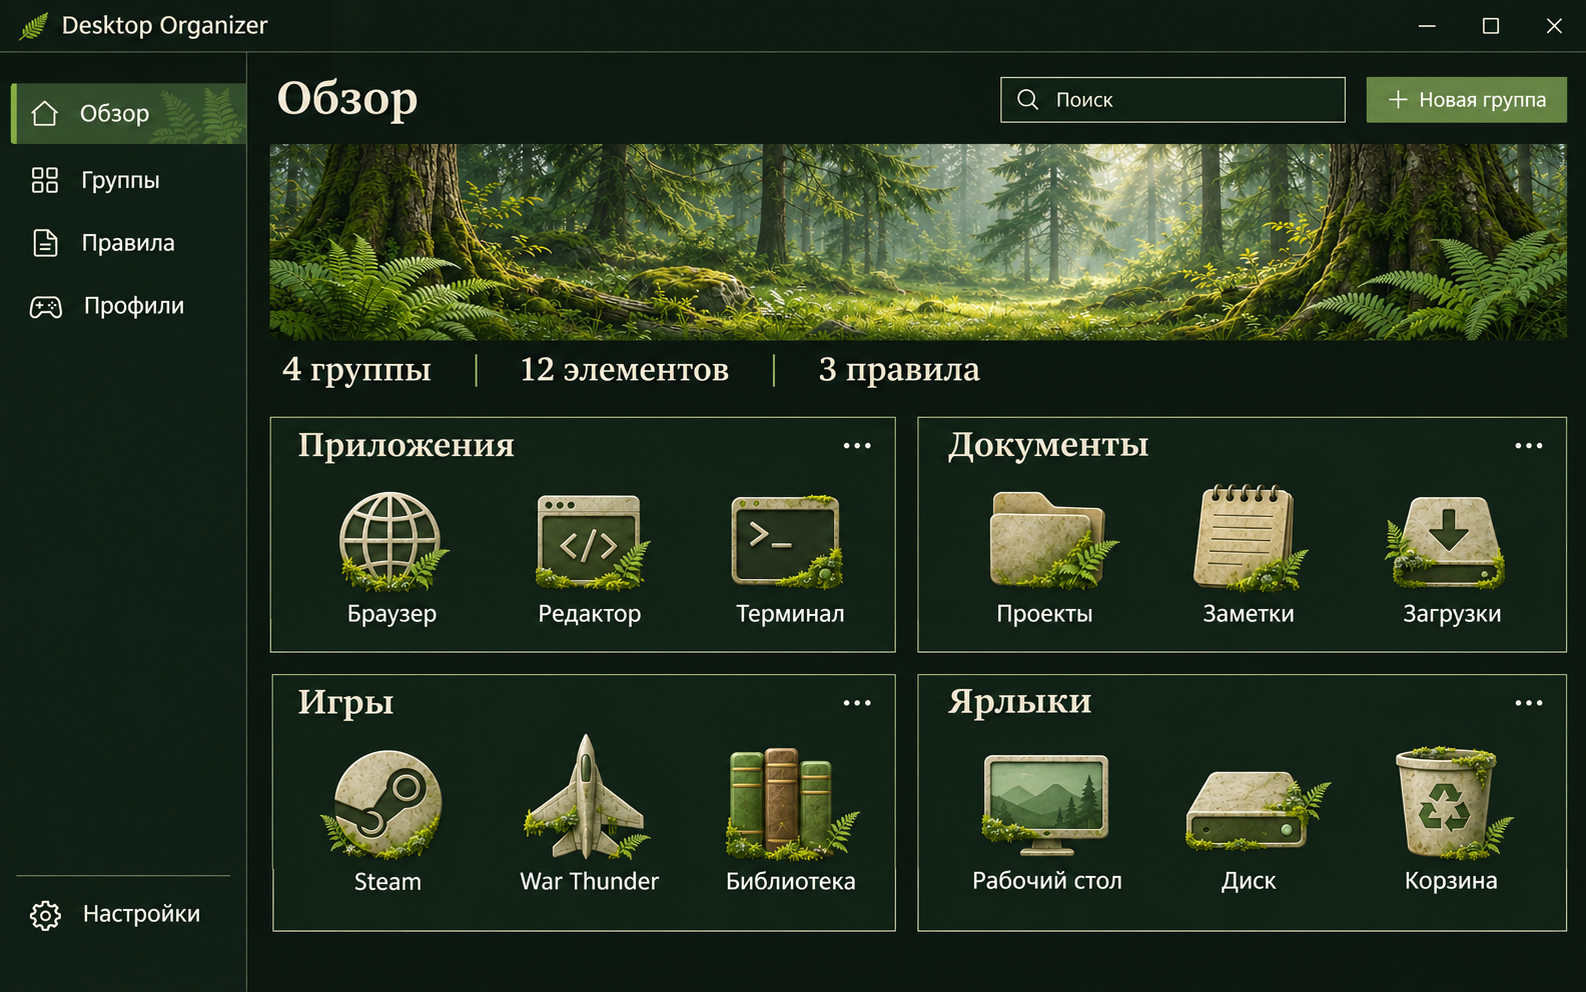 Desktop Organizer
Обзор
Группы
Правила
Профили
Настройки
Обзор
Поиск
Новая группа
4 группы
12 элементов
3 правила
Приложения
Браузер
Редактор
Терминал
Документы
Проекты
Заметки
Загрузки
Игры
Steam
War Thunder
Библиотека
Ярлыки
Рабочий стол
Диск
Корзина